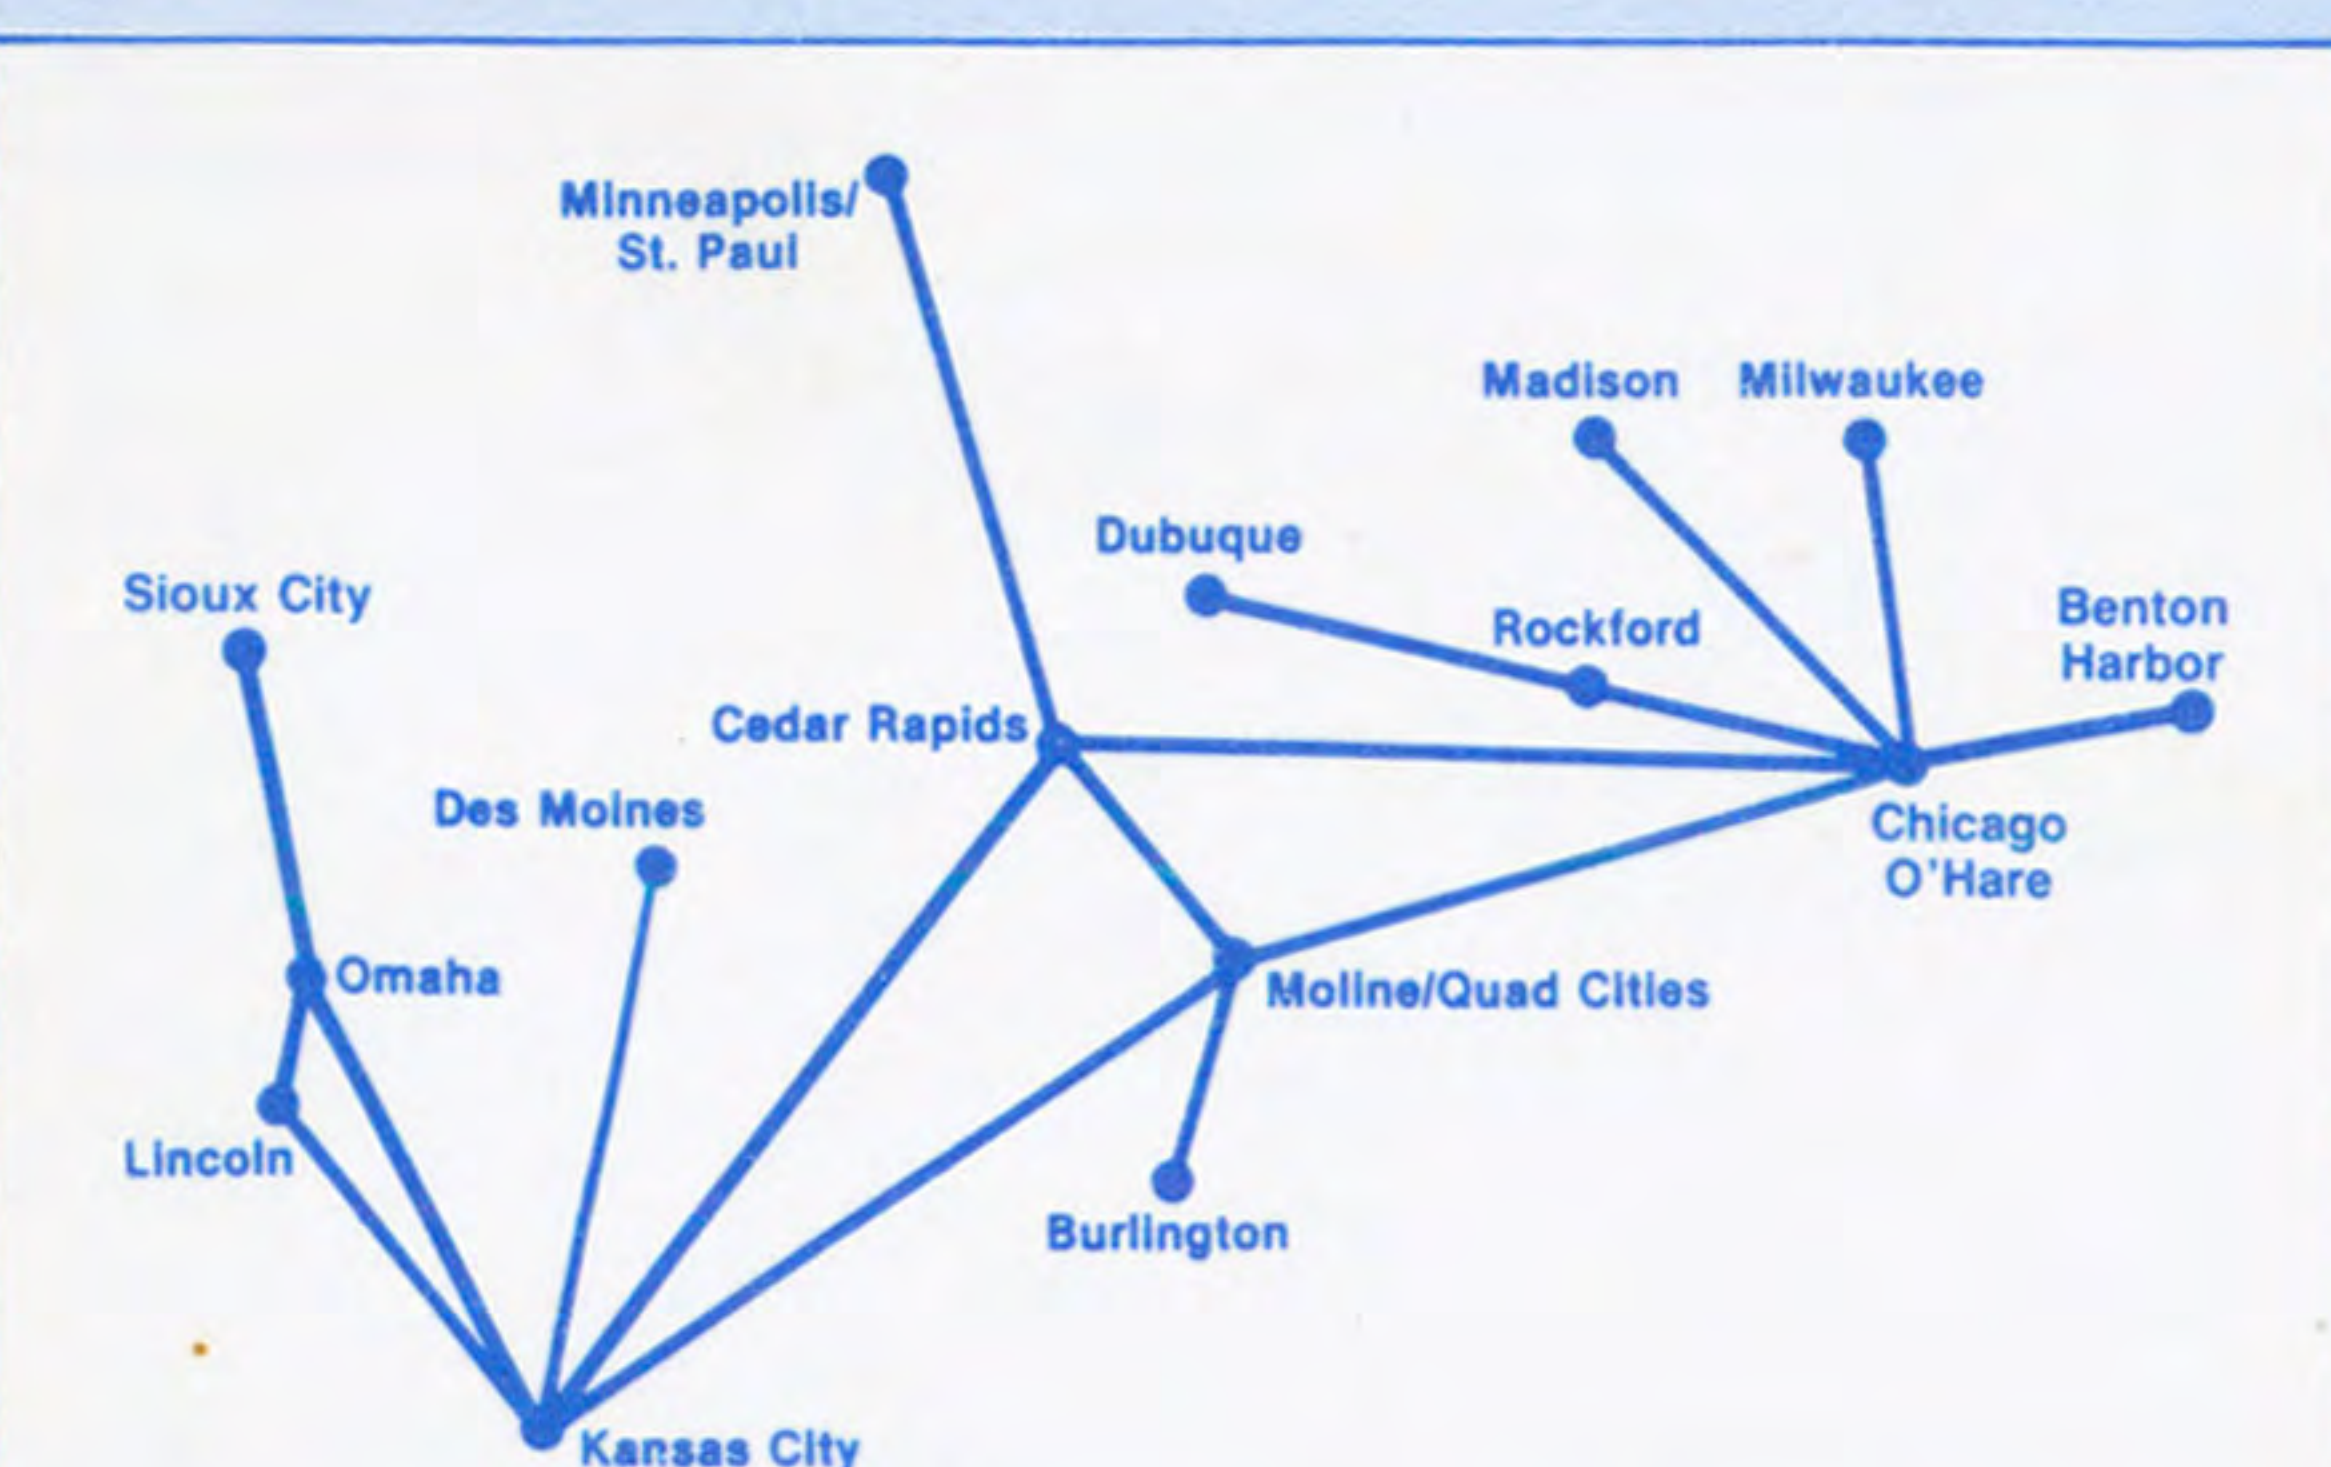 Minneapolis/
St. Paul
Madison
Milwaukee
Dubuque
Sioux City
Rockford
Benton
Harbor
Cedar Rapids
Des Moines
Chicago
O'Hare
Omaha
Moline/Quad Cities
Lincoln
Burlington
Kansas City